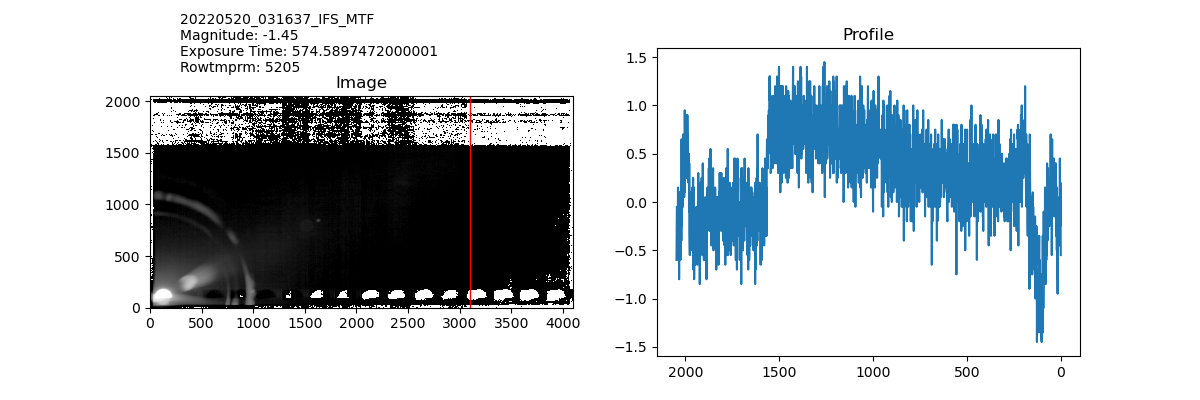 20220520_031637_IFS_MTF
Magnitude: -1.45
Exposure Time: 574.5897472000001
Rowtmprm: 5205
Image
2000
1500
1000
500
0
0 500 1000 1500 2000 2500 3000 3500 4000
Profile
1.5
1.0
0.5
0.0
−0.5
−1.0
−1.5
2000 1500 1000 500 0